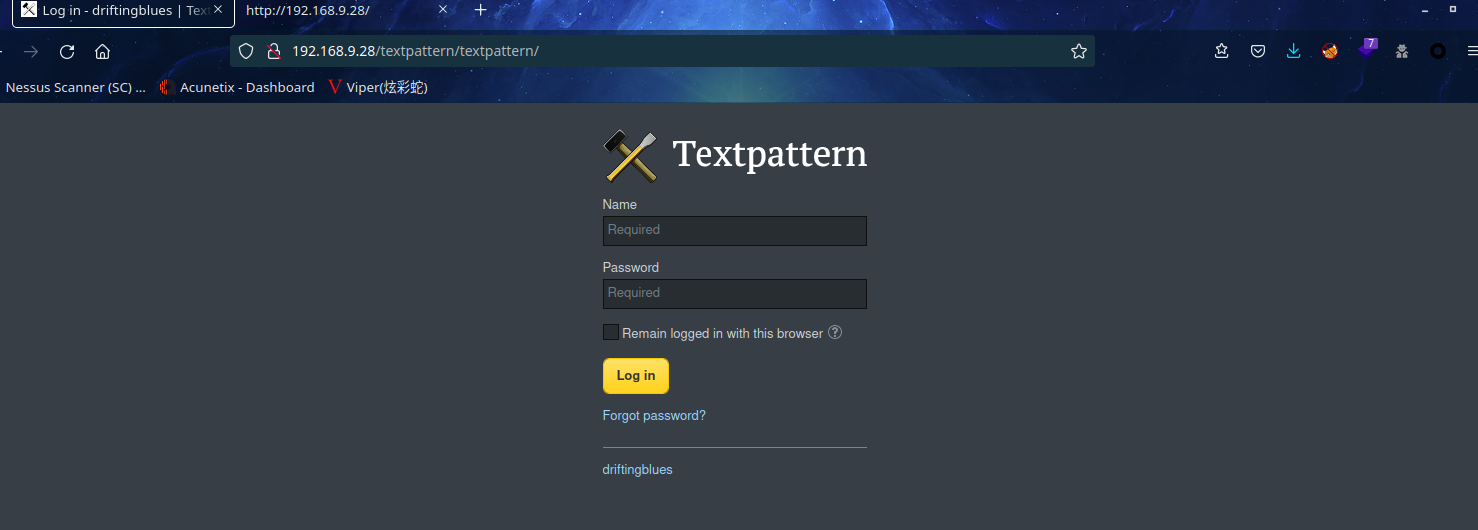 Log in - driftingblues | Tex
http://192.168.9.28/
192.168.9.28/textpattern/textpattern/
7
Nessus Scanner (SC) ...
Acunetix - Dashboard
V Viper(炫彩蛇)
Textpattern
Name
Required
Password
Required
Remain logged in with this browser ?
Log in
Forgot password?
driftingblues